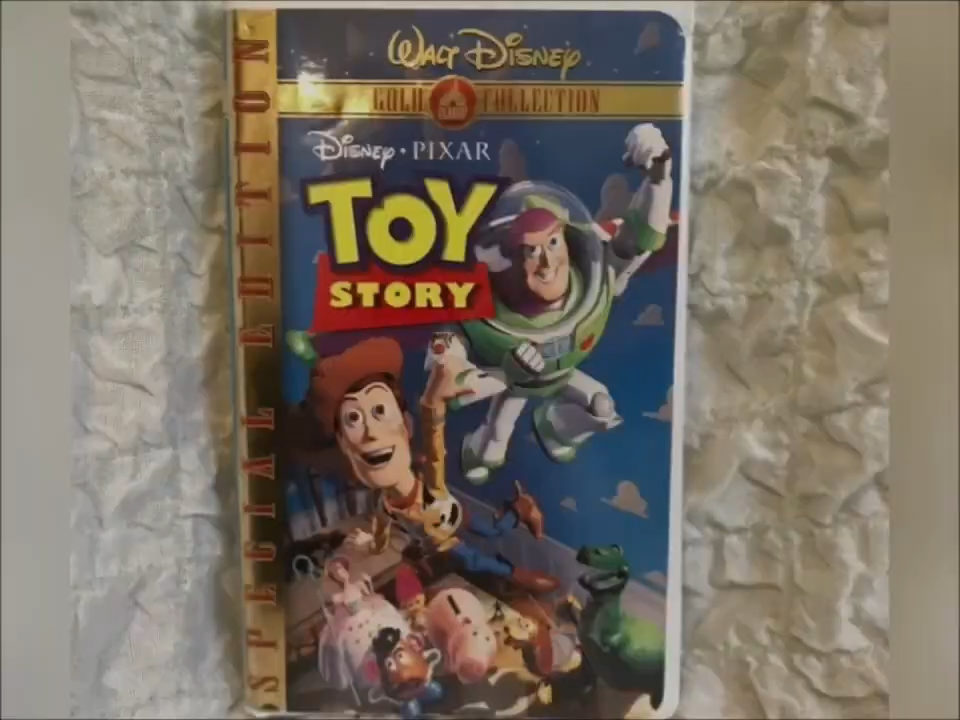 SPECIAL EDITION
WALT DISNEY
GOLD COLLECTION
DISNEY • PIXAR
TOY
STORY